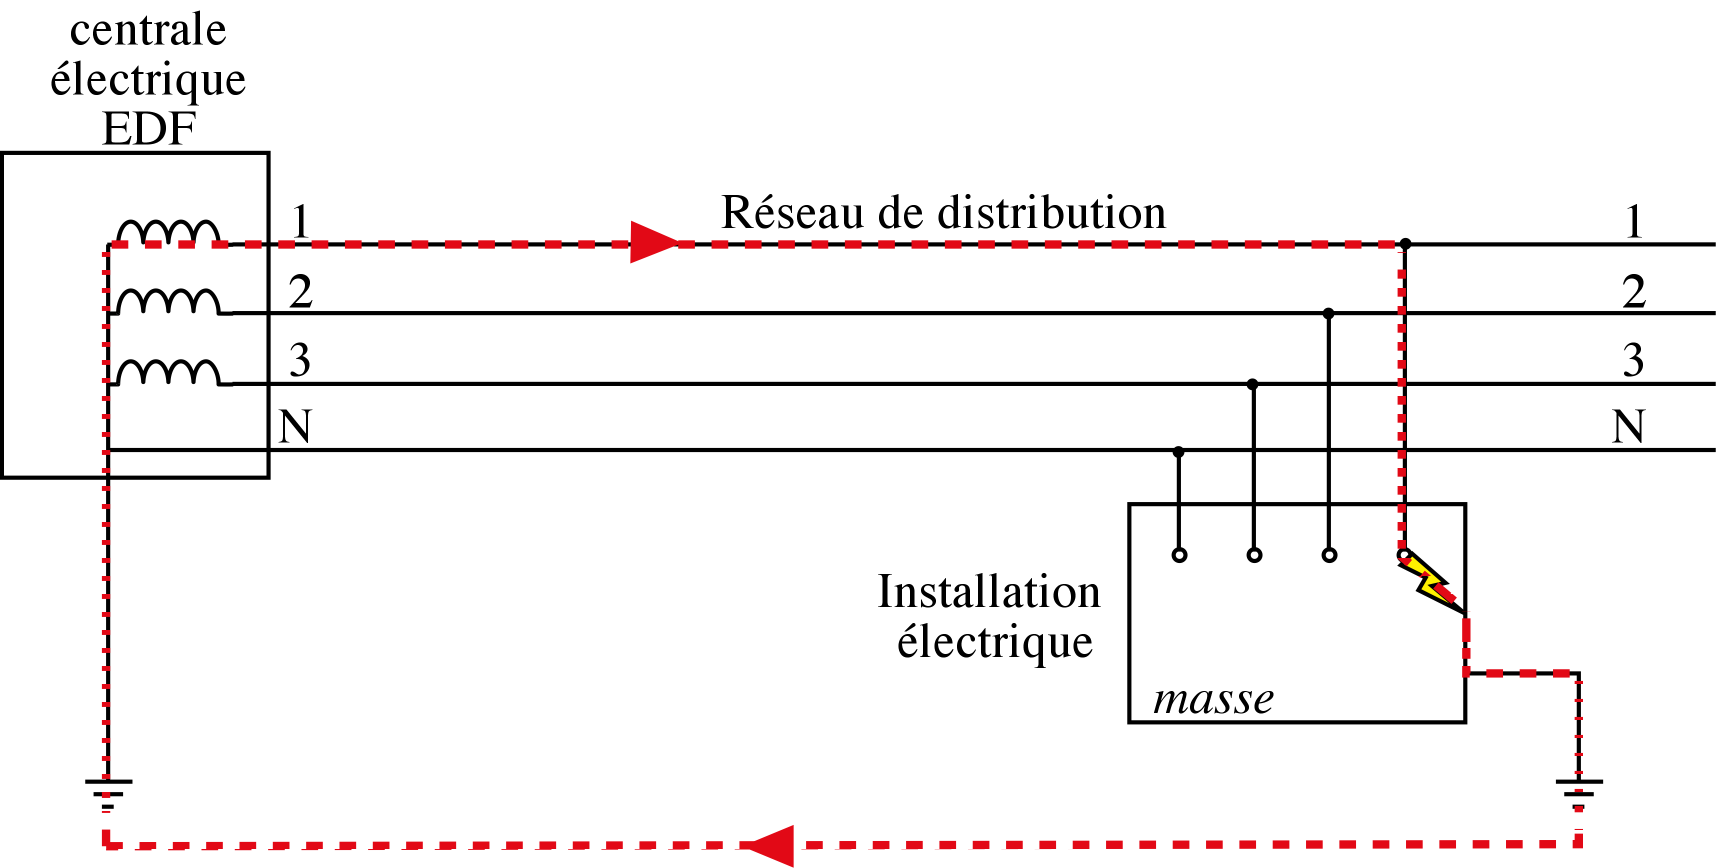 centrale
électrique
EDF
1
Réseau de distribution
1
2
2
3
3
N
N
Installation
électrique
masse